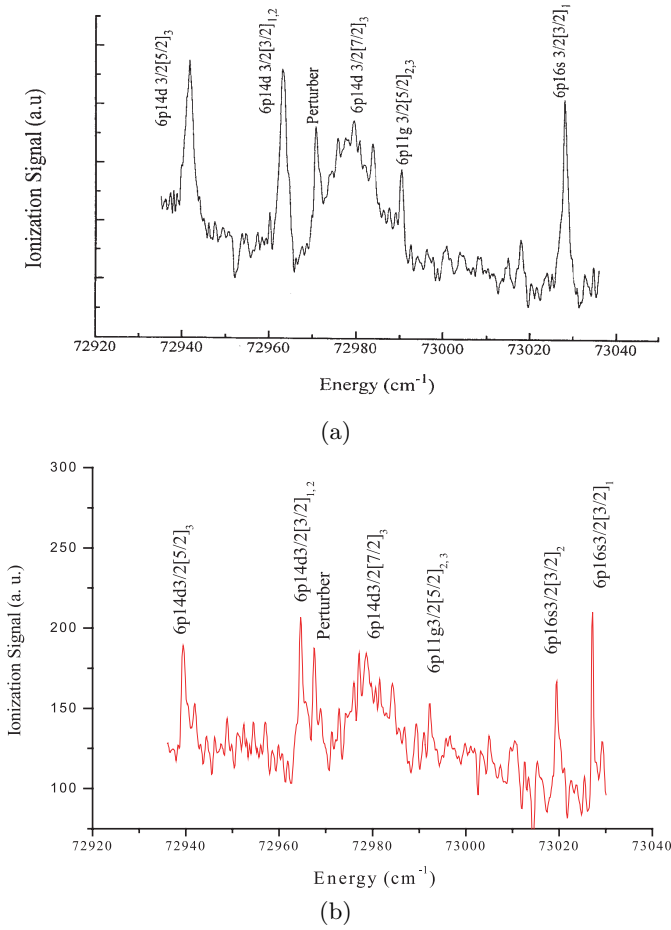 6p14d 3/2[5/2]₃
6p14d 3/2[3/2]₁,₂
Perturber
6p14d 3/2[7/2]₃
6p11g 3/2[5/2]₂,₃
6p16s 3/2[3/2]₁
Ionization Signal (a.u)
72920
72940
72960
72980
73000
73020
73040
Energy (cm⁻¹)
(a)
300
250
200
150
100
6p14d3/2[5/2]₃
6p14d3/2[3/2]₁,₂
Perturber
6p14d3/2[7/2]₃
6p11g3/2[5/2]₂,₃
6p16s3/2[3/2]₂
6p16s3/2[3/2]₁
Ionization Signal (a. u.)
72920
72940
72960
72980
73000
73020
73040
Energy (cm⁻¹)
(b)